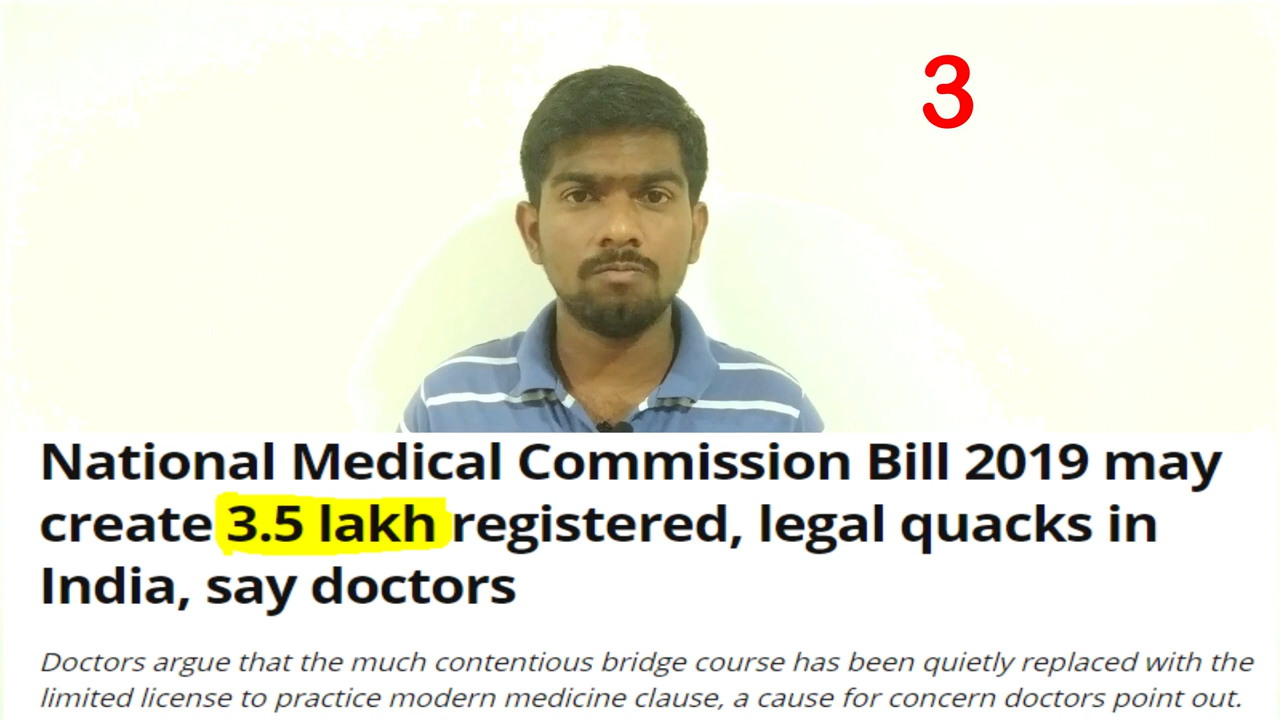 3
National Medical Commission Bill 2019 may
create 3.5 lakh registered, legal quacks in
India, say doctors
Doctors argue that the much contentious bridge course has been quietly replaced with the
limited license to practice modern medicine clause, a cause for concern doctors point out.